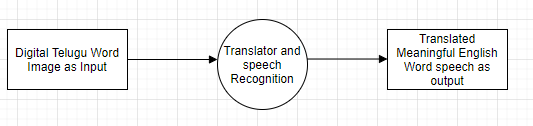 Digital Telugu Word
Image as Input
Translator and
speech
Recognition
Translated
Meaningful English
Word speech as
output